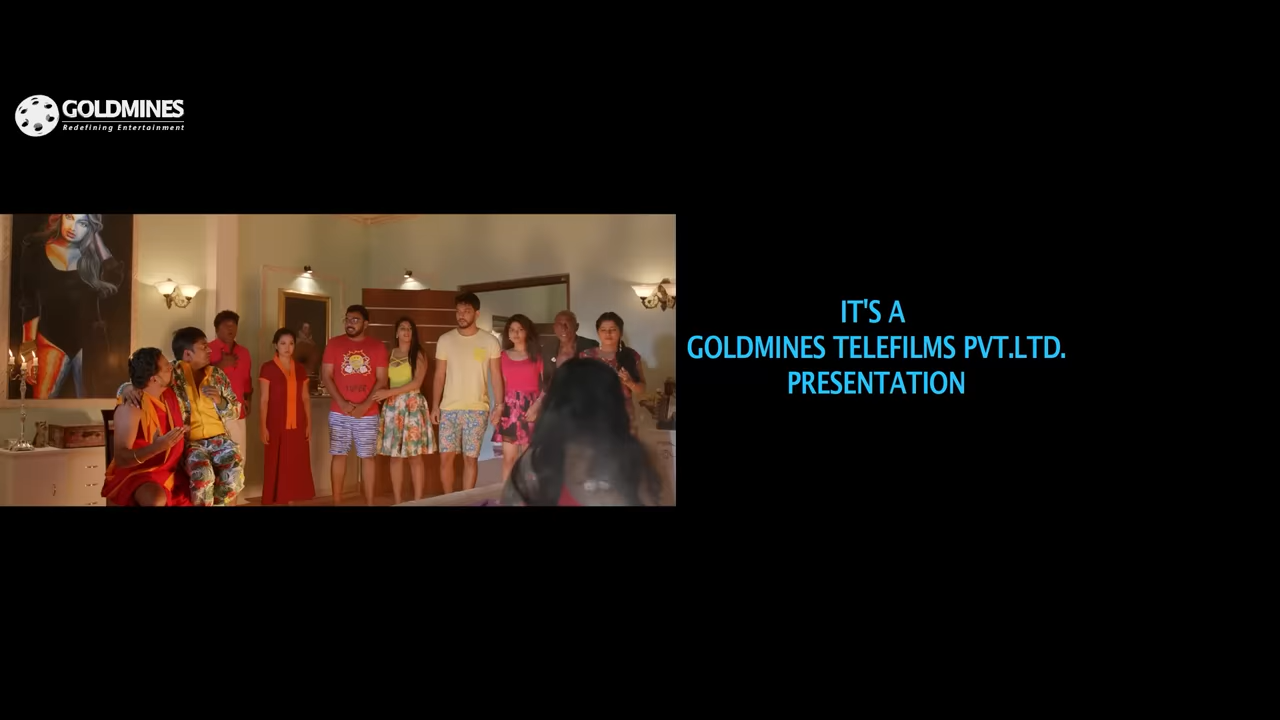 GOLDMINES
Redefining Entertainment
IT'S A
GOLDMINES TELEFILMS PVT.LTD.
PRESENTATION